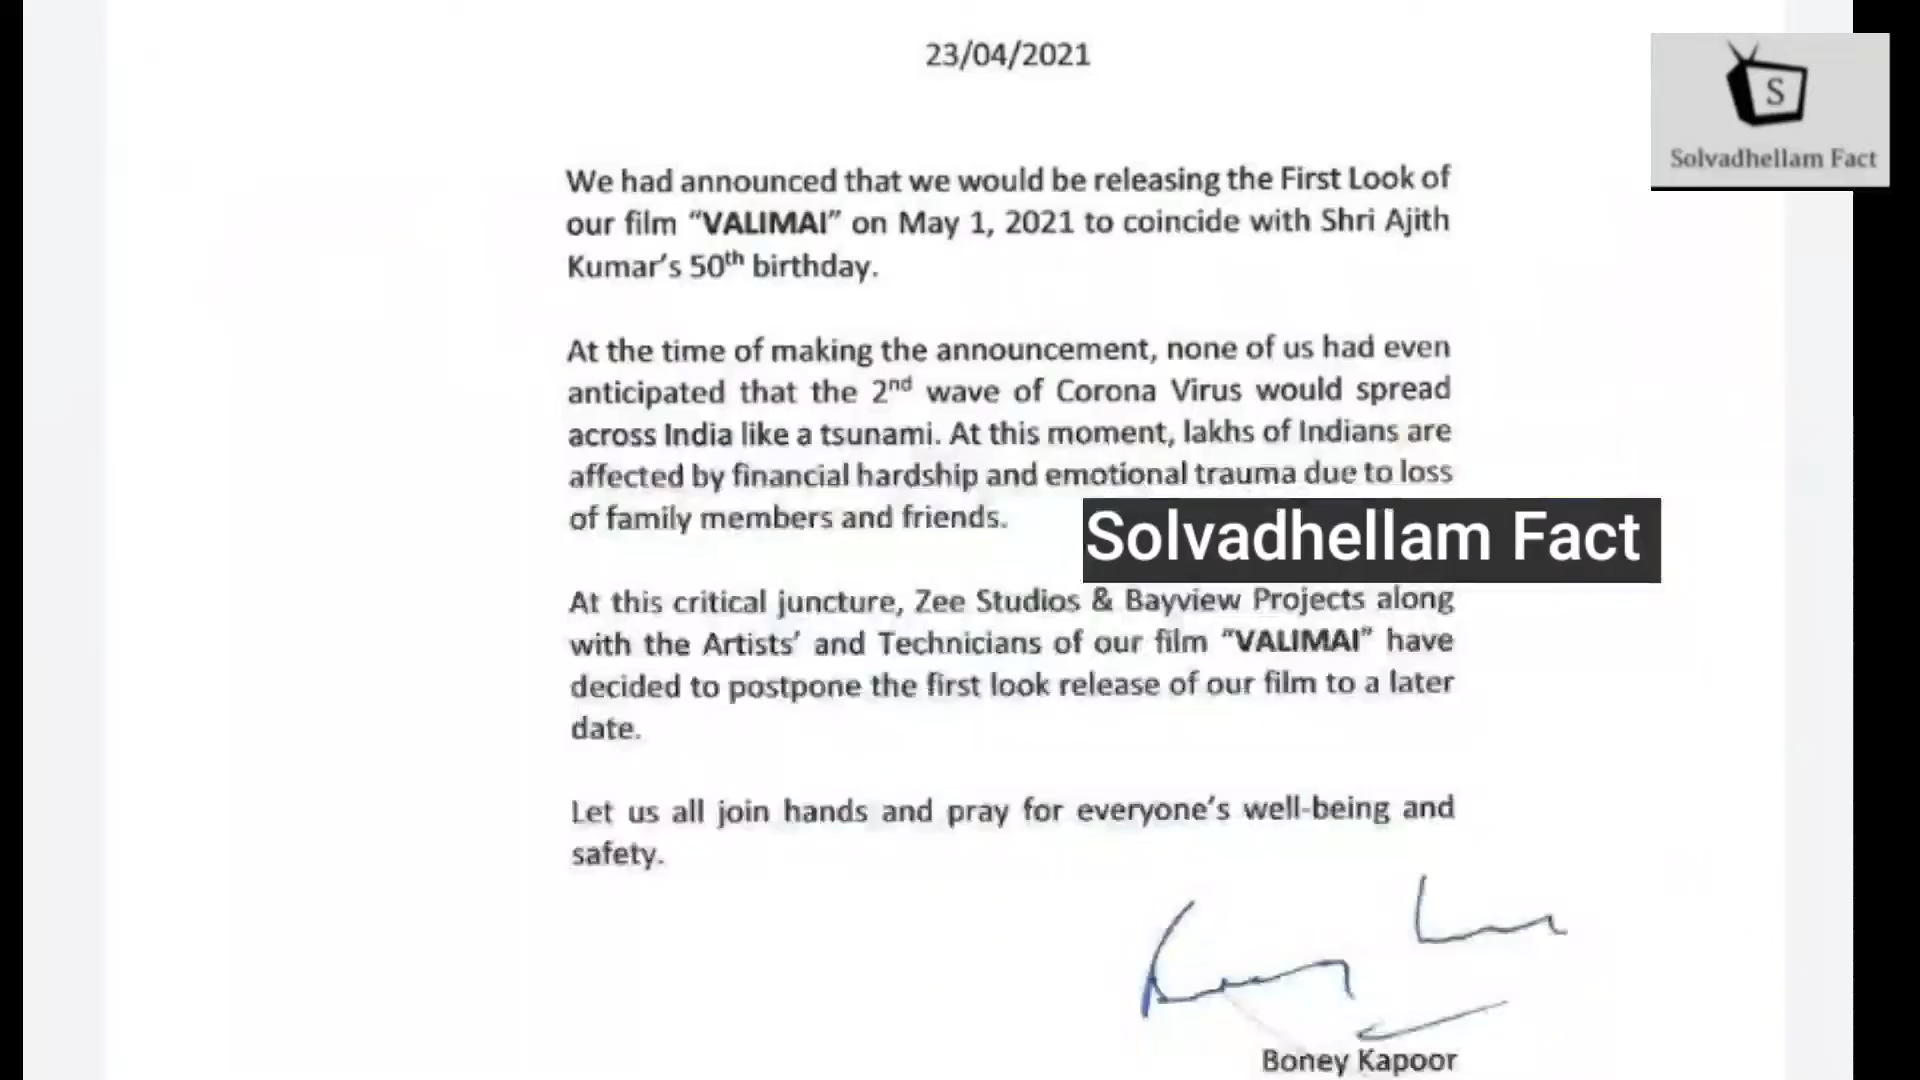 23/04/2021
S
Solvadhellam Fact
We had announced that we would be releasing the First Look of
our film “VALIMAI” on May 1, 2021 to coincide with Shri Ajith
Kumar’s 50th birthday.
At the time of making the announcement, none of us had even
anticipated that the 2nd wave of Corona Virus would spread
across India like a tsunami. At this moment, lakhs of Indians are
affected by financial hardship and emotional trauma due to loss
of family members and friends.
Solvadhellam Fact
At this critical juncture, Zee Studios & Bayview Projects along
with the Artists’ and Technicians of our film “VALIMAI” have
decided to postpone the first look release of our film to a later
date.
Let us all join hands and pray for everyone’s well-being and
safety.
Boney Kapoor